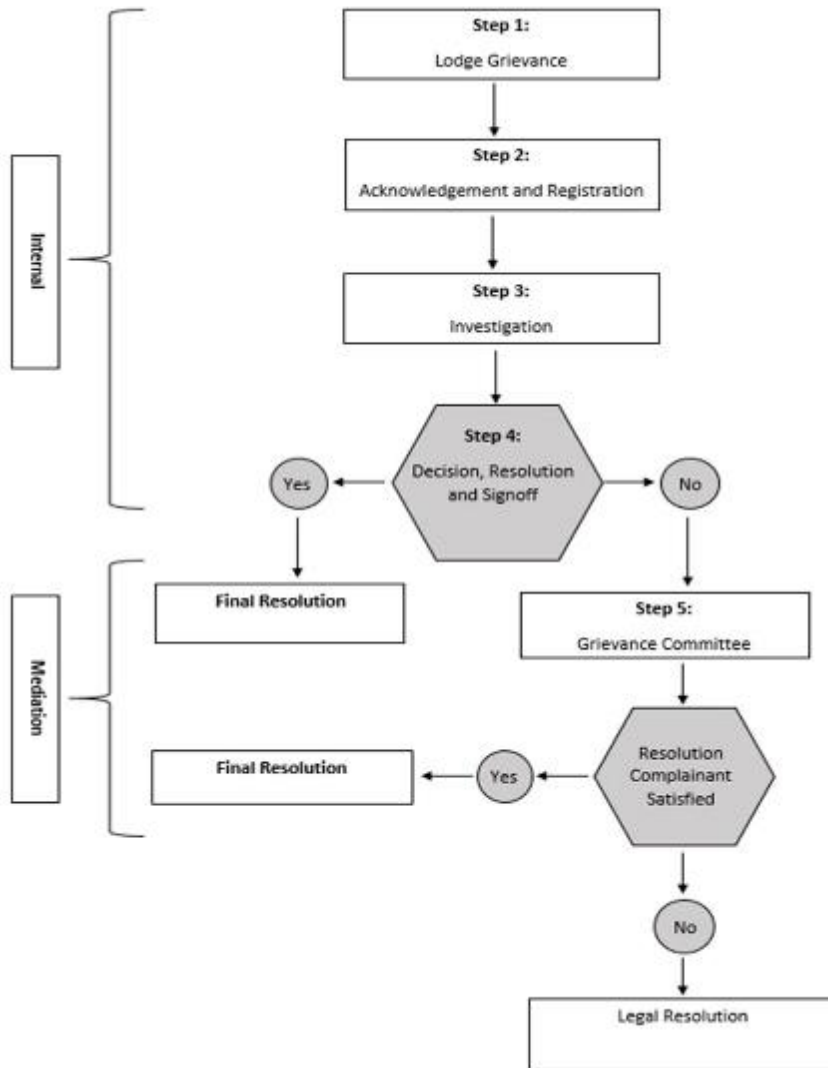 Step 1:
Lodge Grievance
Step 2:
Acknowledgement and Registration
Internal
Step 3:
Investigation
Step 4:
Decision, Resolution
and Signoff
Yes
No
Final Resolution
Step 5:
Grievance Committee
Mediation
Final Resolution
Yes
Resolution
Complainant
Satisfied
No
Legal Resolution